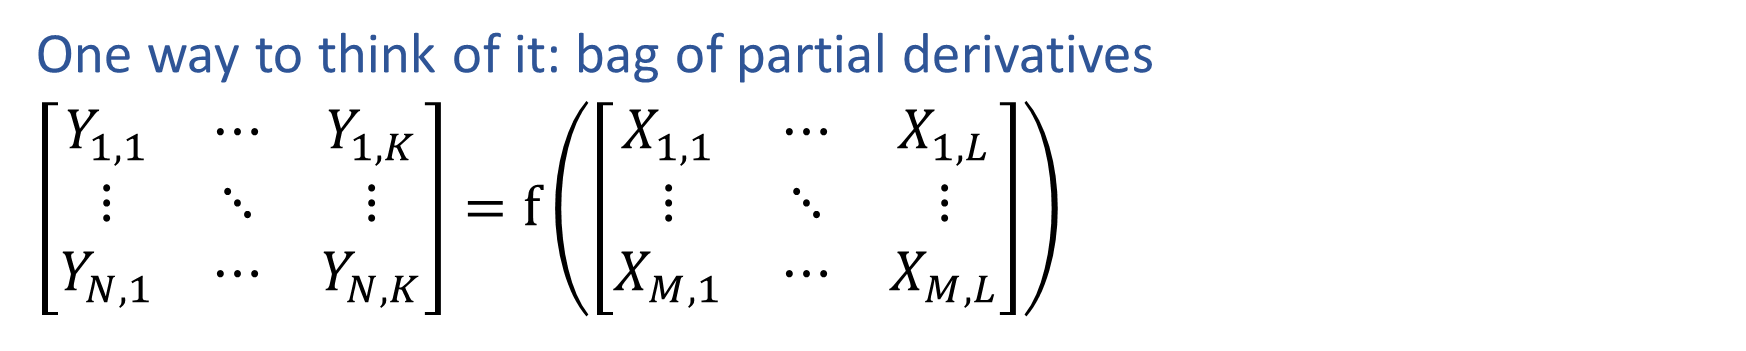 One way to think of it: bag of partial derivatives
[Y_{1,1} ⋯ Y_{1,K}; ⋮ ⋱ ⋮; Y_{N,1} ⋯ Y_{N,K}] = f([X_{1,1} ⋯ X_{1,L}; ⋮ ⋱ ⋮; X_{M,1} ⋯ X_{M,L}])